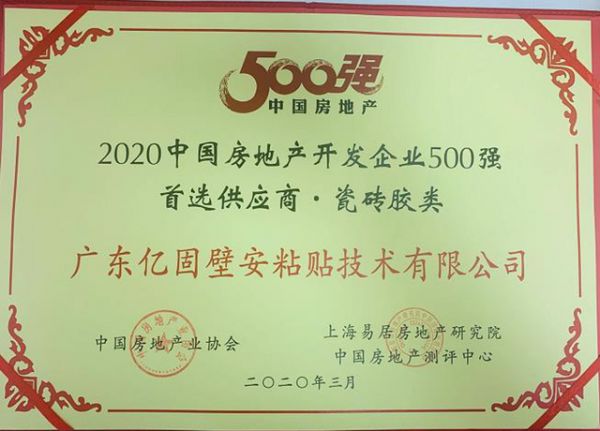 500强
中国房地产
2020中国房地产开发企业500强
首选供应商·瓷砖胶类
广东亿固壁安粘贴技术有限公司
中国房地产业协会
上海易居房地产研究院
中国房地产测评中心
二〇二〇年三月